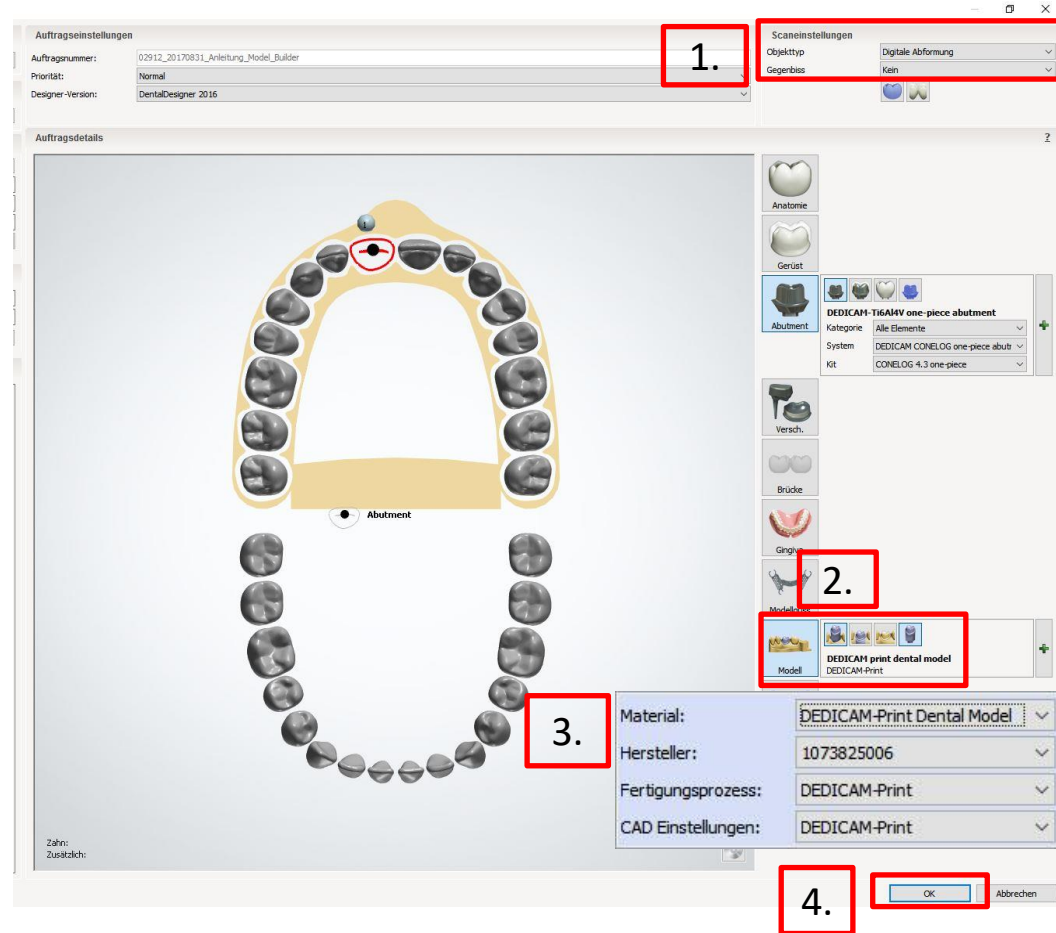 Auftragseinstellungen
Auftragsnummer: 02912_20170831_Anleitung_Model_Builder
Priorität: Normal
Designer-Version: DentalDesigner 2016
1.
Scaneinstellungen
Objekttyp Digitale Abformung
Gegenbiss Kein
Auftragsdetails ?
Anatomie
Gerüst
Abutment
DEDICAM-Ti6Al4V one-piece abutment
Kategorie Alle Elemente
System DEDICAM CONELOG one-piece abutr
Kit CONELOG 4.3 one-piece
Versch.
Brücke
Abutment
Gingiva
2.
Modellguss
Modell
DEDICAM print dental model
DEDICAM-Print
3.
Material: DEDICAM-Print Dental Model
Hersteller: 1073825006
Fertigungsprozess: DEDICAM-Print
CAD Einstellungen: DEDICAM-Print
Zahn:
Zusätzlich:
4.
OK Abbrechen